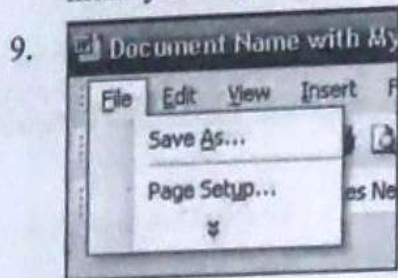 9.
Document Name with My
File Edit View Insert F
Save As...
Page Setup...
es Ne